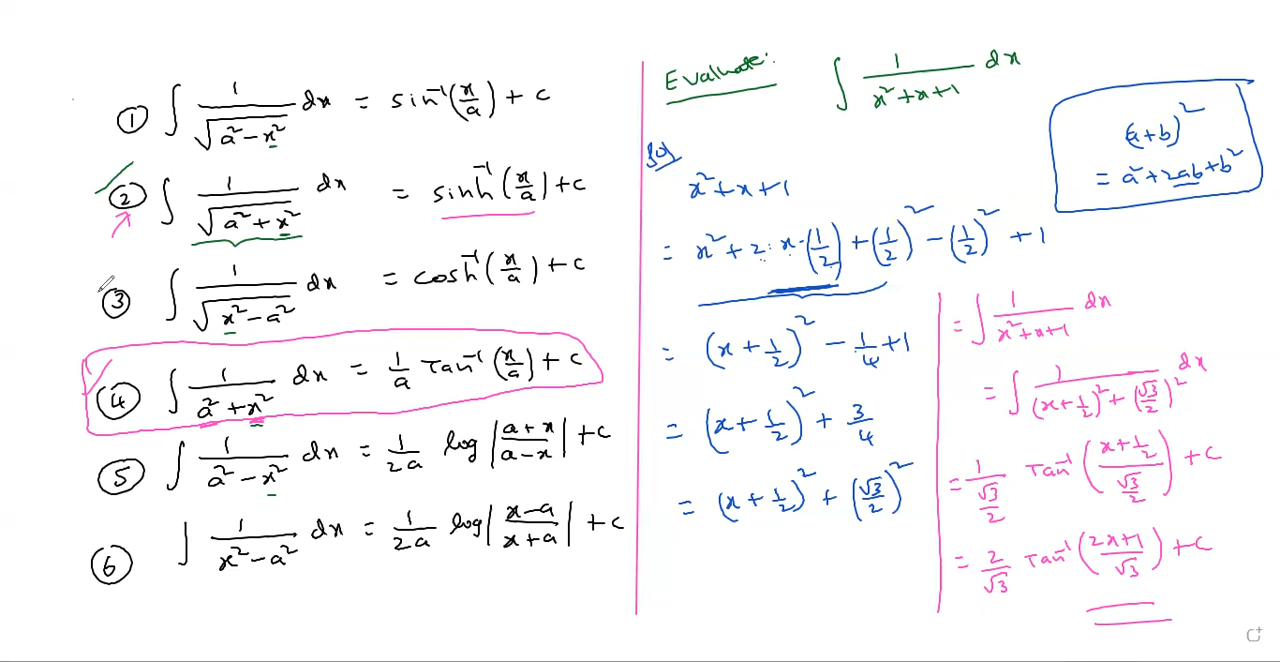 ① ∫ 1/√(a² − x²) dx = sin⁻¹(x/a) + c
② ∫ 1/√(a² + x²) dx = sinh⁻¹(x/a) + c
③ ∫ 1/√(x² − a²) dx = cosh⁻¹(x/a) + c
④ ∫ 1/(a² + x²) dx = 1/a Tan⁻¹(x/a) + c
⑤ ∫ 1/(a² − x²) dx = 1/2a log|(a+x)/(a−x)| + c
⑥ ∫ 1/(x² − a²) dx = 1/2a log|(x−a)/(x+a)| + c
Evaluate: ∫ 1/(x² + x + 1) dx
(a+b)²
= a² + 2ab + b²
Sol
x² + x + 1
= x² + 2·x·(1/2) + (1/2)² − (1/2)² + 1
= (x + 1/2)² − 1/4 + 1
= (x + 1/2)² + 3/4
= (x + 1/2)² + (√3/2)²
= ∫ 1/(x² + x + 1) dx
= ∫ 1/((x + 1/2)² + (√3/2)²) dx
= 1/(√3/2) Tan⁻¹((x + 1/2)/(√3/2)) + c
= 2/√3 Tan⁻¹((2x+1)/√3) + c